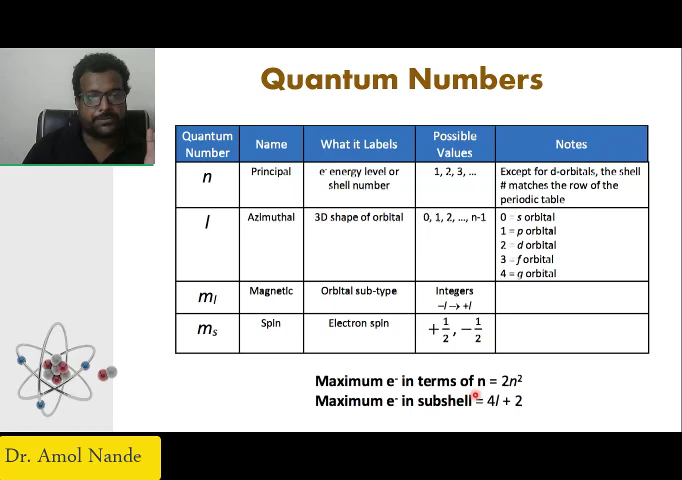 Quantum Numbers
Quantum Number
Name
What it Labels
Possible Values
Notes
n
Principal
e- energy level or shell number
1, 2, 3, ...
Except for d-orbitals, the shell
# matches the row of the
periodic table
l
Azimuthal
3D shape of orbital
0, 1, 2, ..., n-1
0 = s orbital
1 = p orbital
2 = d orbital
3 = f orbital
4 = g orbital
ml
Magnetic
Orbital sub-type
Integers
−l → +l
ms
Spin
Electron spin
+1/2, −1/2
Maximum e- in terms of n = 2n²
Maximum e- in subshell = 4l + 2
Dr. Amol Nande